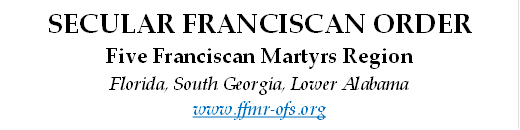 SECULAR FRANCISCAN ORDER
Five Franciscan Martyrs Region
Florida, South Georgia, Lower Alabama
www.ffmr-ofs.org